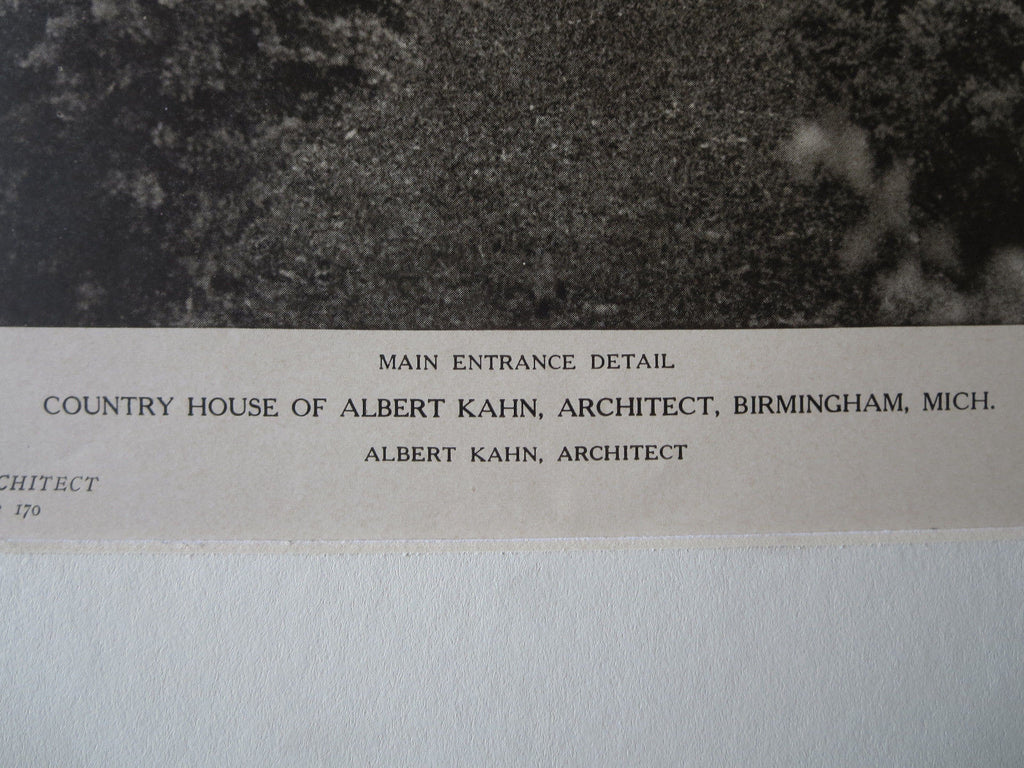 MAIN ENTRANCE DETAIL
COUNTRY HOUSE OF ALBERT KAHN, ARCHITECT, BIRMINGHAM, MICH.
ALBERT KAHN, ARCHITECT
CHITECT
170